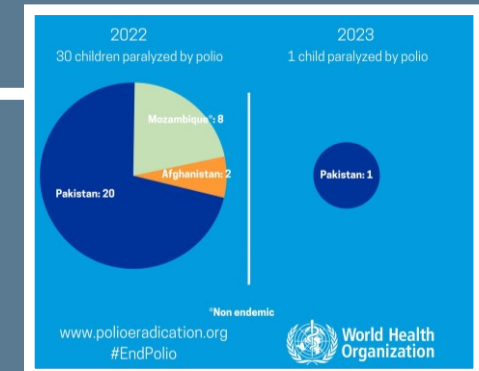 2022
30 children paralyzed by polio
Mozambique*: 8
Afghanistan: 2
Pakistan: 20
2023
1 child paralyzed by polio
Pakistan: 1
*Non endemic
www.polioeradication.org
#EndPolio
World Health
Organization